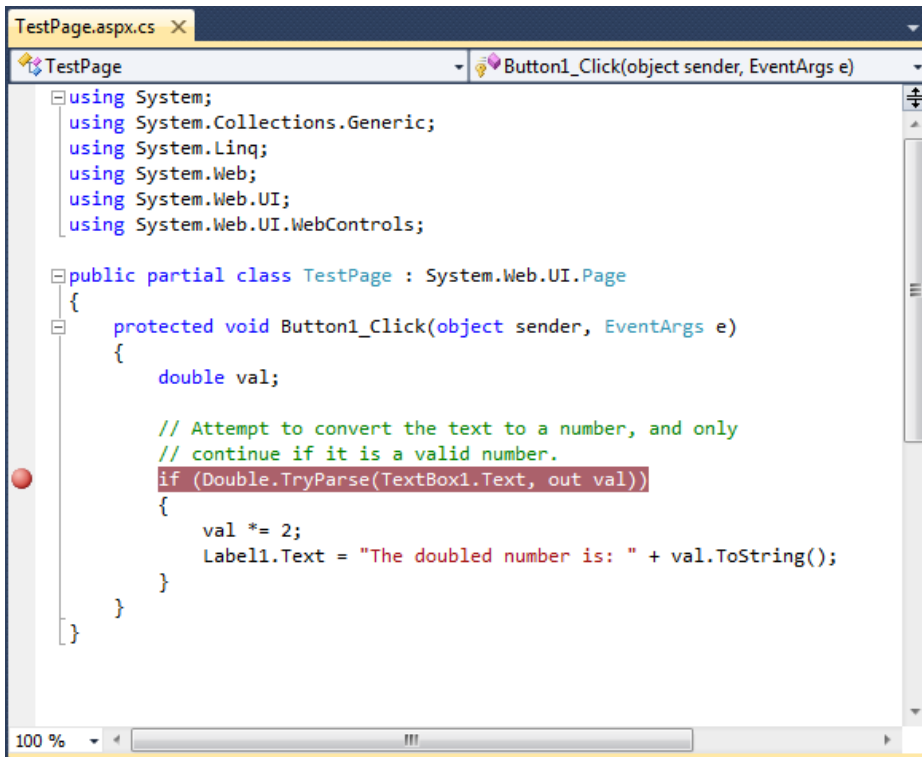 TestPage.aspx.cs
TestPage Button1_Click(object sender, EventArgs e)
using System;
using System.Collections.Generic;
using System.Linq;
using System.Web;
using System.Web.UI;
using System.Web.UI.WebControls;
public partial class TestPage : System.Web.UI.Page
{
protected void Button1_Click(object sender, EventArgs e)
{
double val;
// Attempt to convert the text to a number, and only
// continue if it is a valid number.
if (Double.TryParse(TextBox1.Text, out val))
{
val *= 2;
Label1.Text = "The doubled number is: " + val.ToString();
}
}
}
100 %